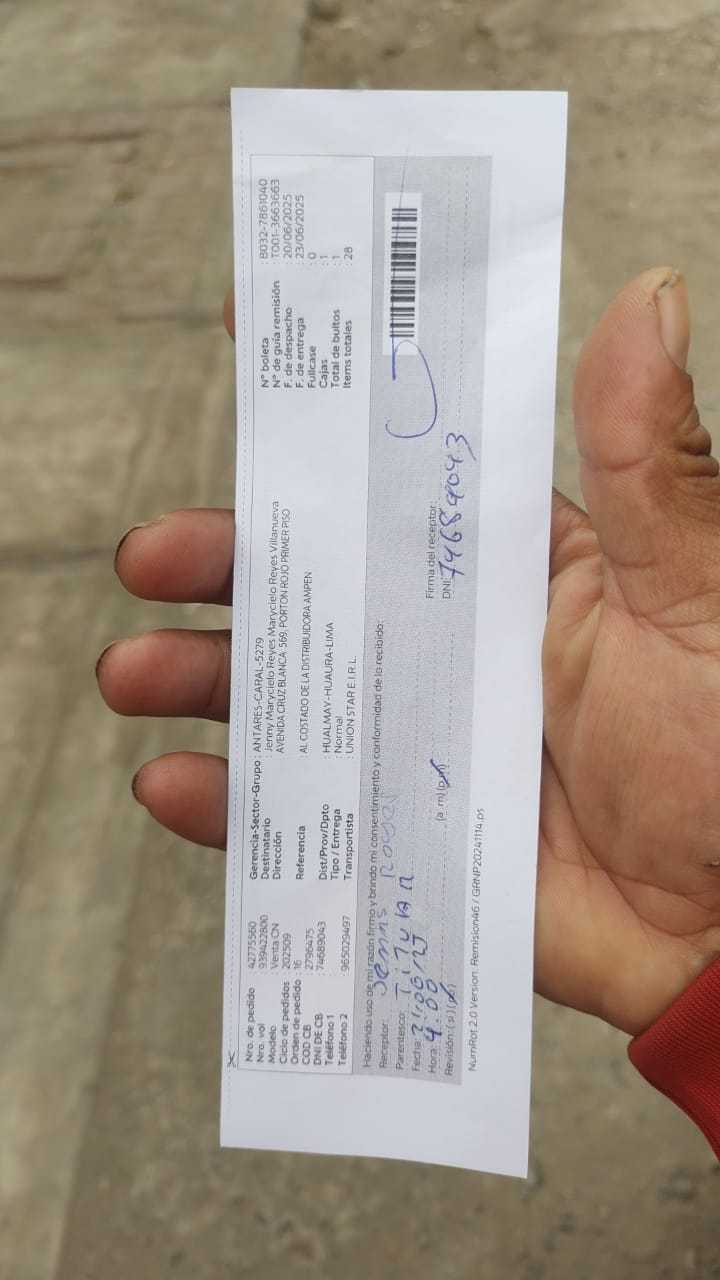 Nro. de pedido 42775560
Nro. vol 939422800
Modelo Venta CN
Ciclo de pedidos 202509
Orden de pedido : 16
COD CB 2796475
DNI DE CB 74689043
Teléfono 1
Teléfono 2 965029497
Gerencia-Sector-Grupo : ANTARES-CARAL-5279
Destinatario : Jenny Marycielo Reyes Marycielo Reyes Villanueva
Dirección : AVENIDA CRUZ BLANCA 569, PORTON ROJO PRIMER PISO
Referencia : AL COSTADO DE LA DISTRIBUIDORA AMPEN
Dist/Prov/Dpto : HUALMAY-HUAURA-LIMA
Tipo / Entrega : Normal
Transportista : UNION STAR E.I.R.L
N° boleta : B032-7861040
N° de guía remisión : T001-3663663
F. de despacho : 20/06/2025
F. de entrega : 23/06/2025
Fullcase : 0
Cajas : 1
Total de bultos : 1
Items totales : 28
Haciendo uso de mi razón firmo y brindo mi consentimiento y conformidad de lo recibido:
Receptor:
Parentesco: Titular
Fecha: 21/06/25
Hora: 4:00 (a. m) (p.m)
Revisión: (si) (no)
Firma del receptor:
DNI: 74689043
NumRot 2.0 Version: RemisionA6 / GRNP20241114.ps